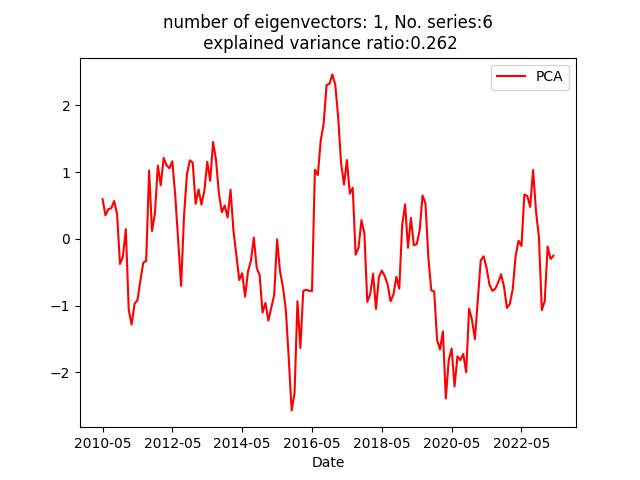 number of eigenvectors: 1, No. series:6
explained variance ratio:0.262
PCA
2
1
0
−1
−2
2010-05 2012-05 2014-05 2016-05 2018-05 2020-05 2022-05
Date